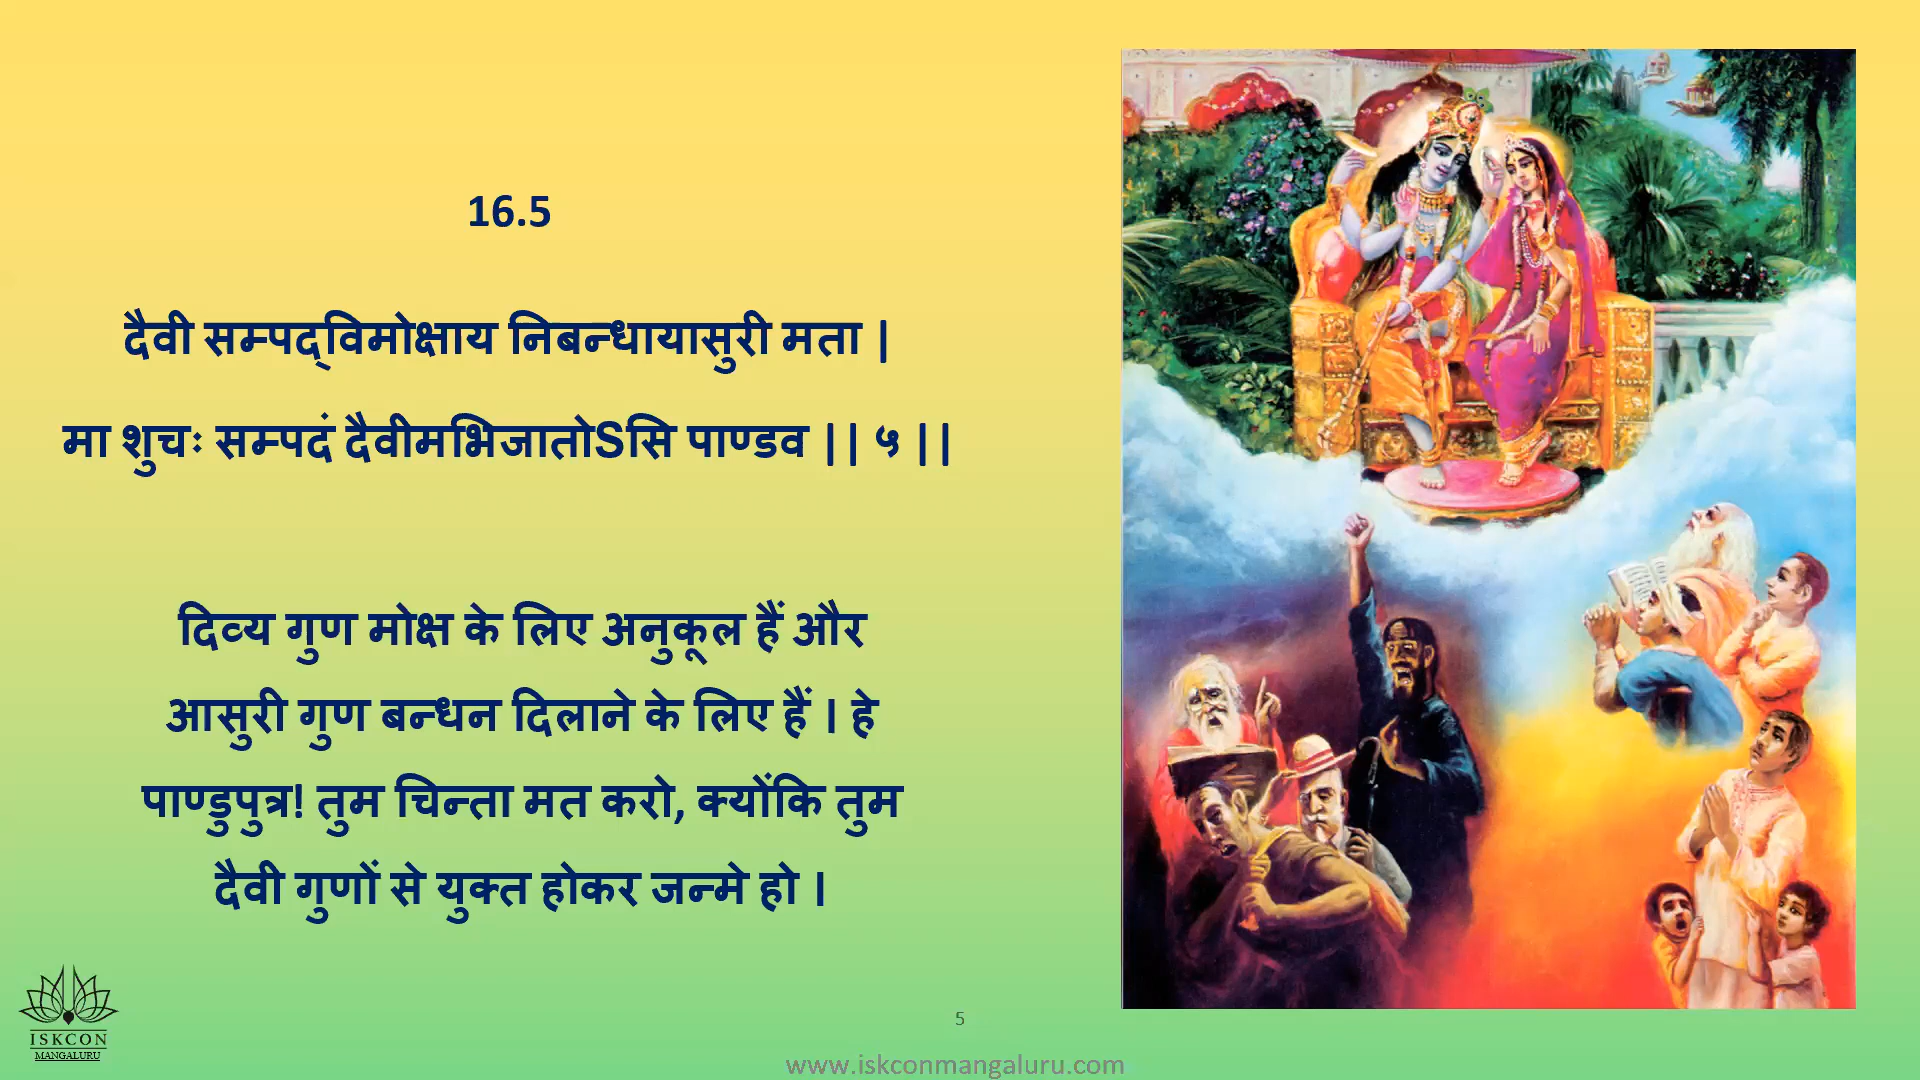 16.5
दैवी सम्पद्‌विमोक्षाय निबन्धायासुरी मता |
मा शुचः सम्पदं दैवीमभिजातोSसि पाण्डव || ५ ||
दिव्य गुण मोक्ष के लिए अनुकूल हैं और
आसुरी गुण बन्धन दिलाने के लिए हैं । हे
पाण्डुपुत्र! तुम चिन्ता मत करो, क्योंकि तुम
दैवी गुणों से युक्त होकर जन्मे हो ।
ISKCON
MANGALURU
5
www.iskconmangaluru.com